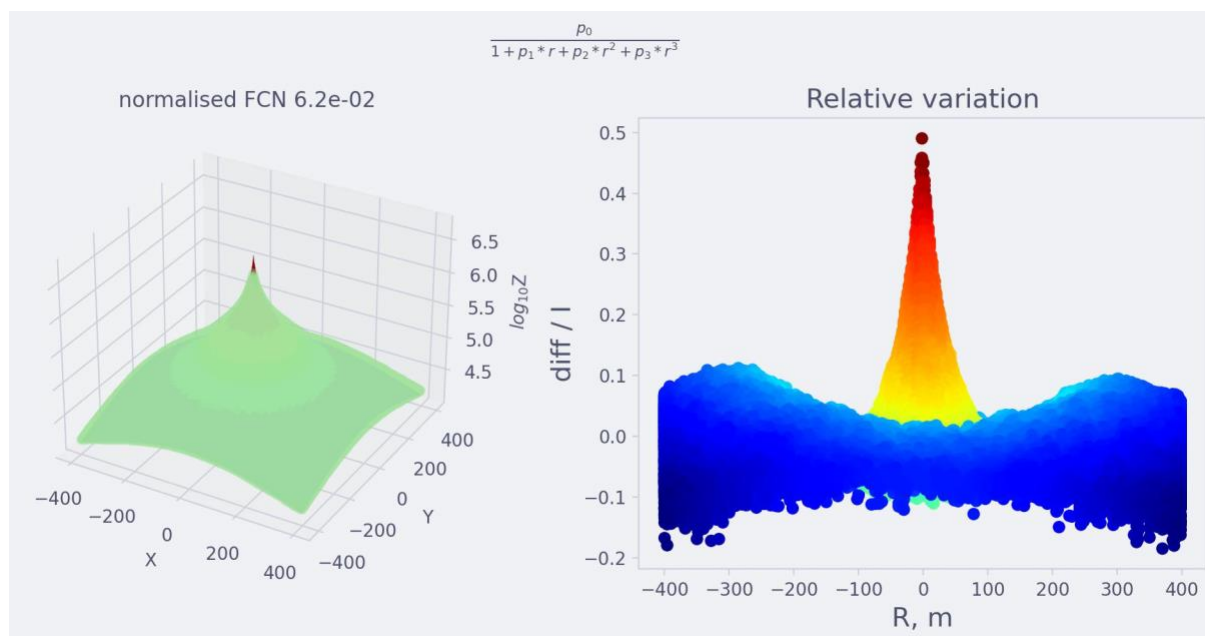 p₀
1 + p₁ * r + p₂ * r² + p₃ * r³
normalised FCN 6.2e-02
6.5
6.0
5.5
5.0
4.5
log₁₀Z
−400
−200
0
200
400
X
−400
−200
0
200
400
Y
Relative variation
0.5
0.4
0.3
0.2
0.1
0.0
−0.1
−0.2
diff / I
−400 −300 −200 −100 0 100 200 300 400
R, m